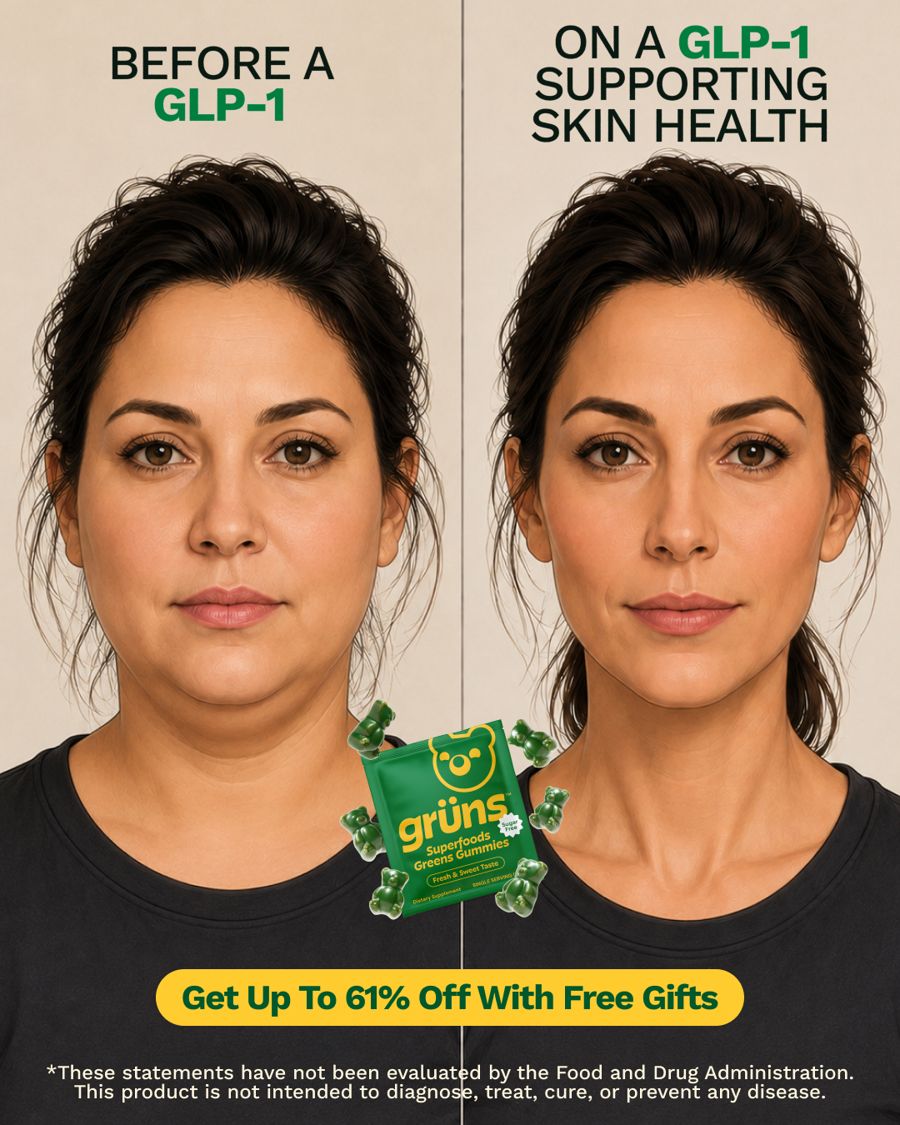 BEFORE A
GLP-1
ON A GLP-1
SUPPORTING
SKIN HEALTH
grüns™
Sugar
Free
Superfoods
Greens Gummies
Fresh & Sweet Taste
Dietary Supplement
SINGLE SERVING
Get Up To 61% Off With Free Gifts
*These statements have not been evaluated by the Food and Drug Administration.
This product is not intended to diagnose, treat, cure, or prevent any disease.